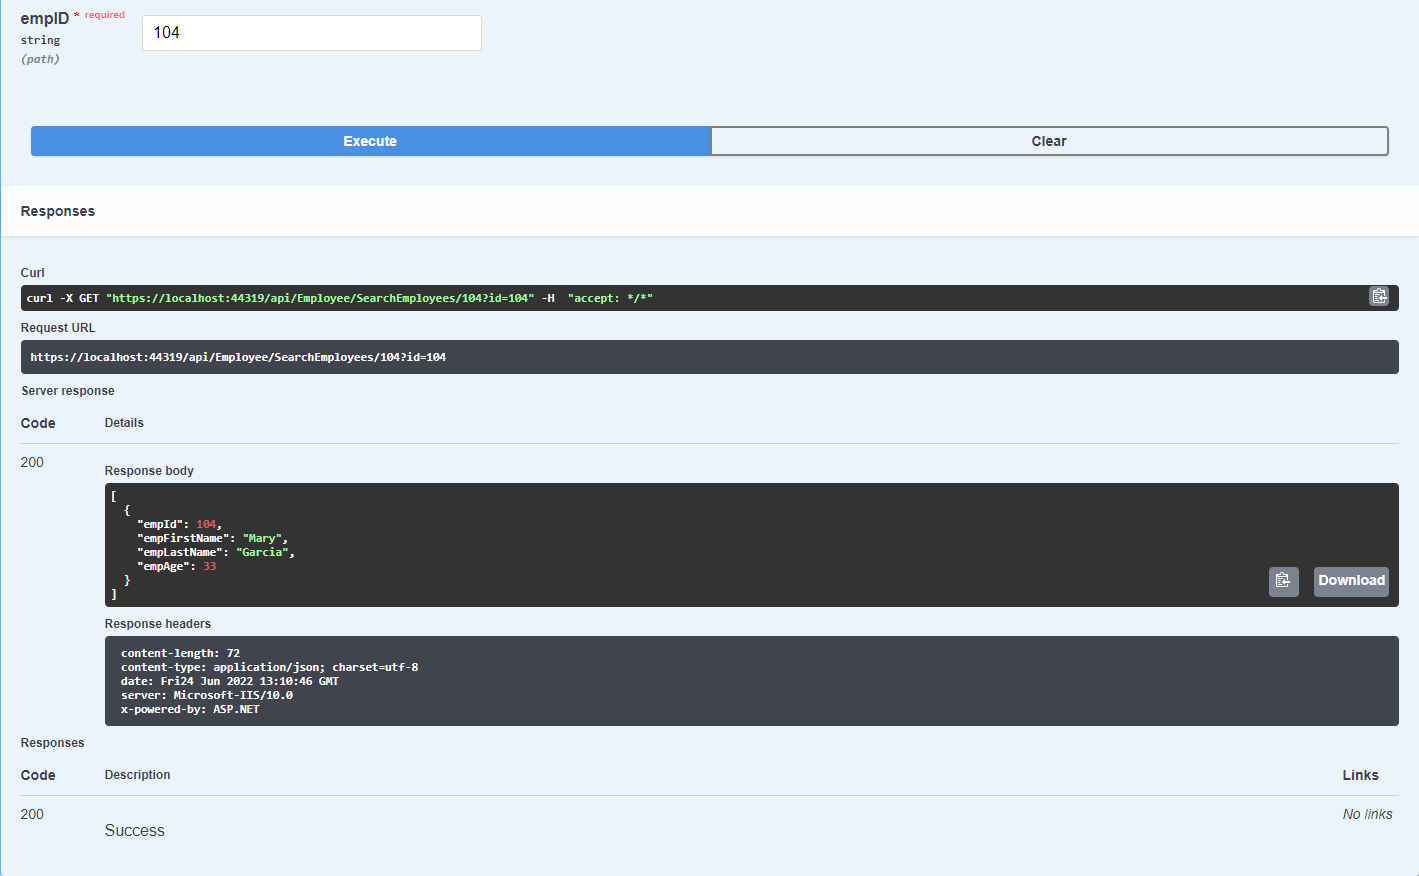 empID * required
string
(path)
104
Execute
Clear
Responses
Curl
curl -X GET "https://localhost:44319/api/Employee/SearchEmployees/104?id=104" -H  "accept: */*"
Request URL
https://localhost:44319/api/Employee/SearchEmployees/104?id=104
Server response
Code Details
200
Response body
[
  {
    "empId": 104,
    "empFirstName": "Mary",
    "empLastName": "Garcia",
    "empAge": 33
  }
]
Download
Response headers
content-length: 72
content-type: application/json; charset=utf-8
date: Fri24 Jun 2022 13:10:46 GMT
server: Microsoft-IIS/10.0
x-powered-by: ASP.NET
Responses
Code Description Links
200 No links
Success